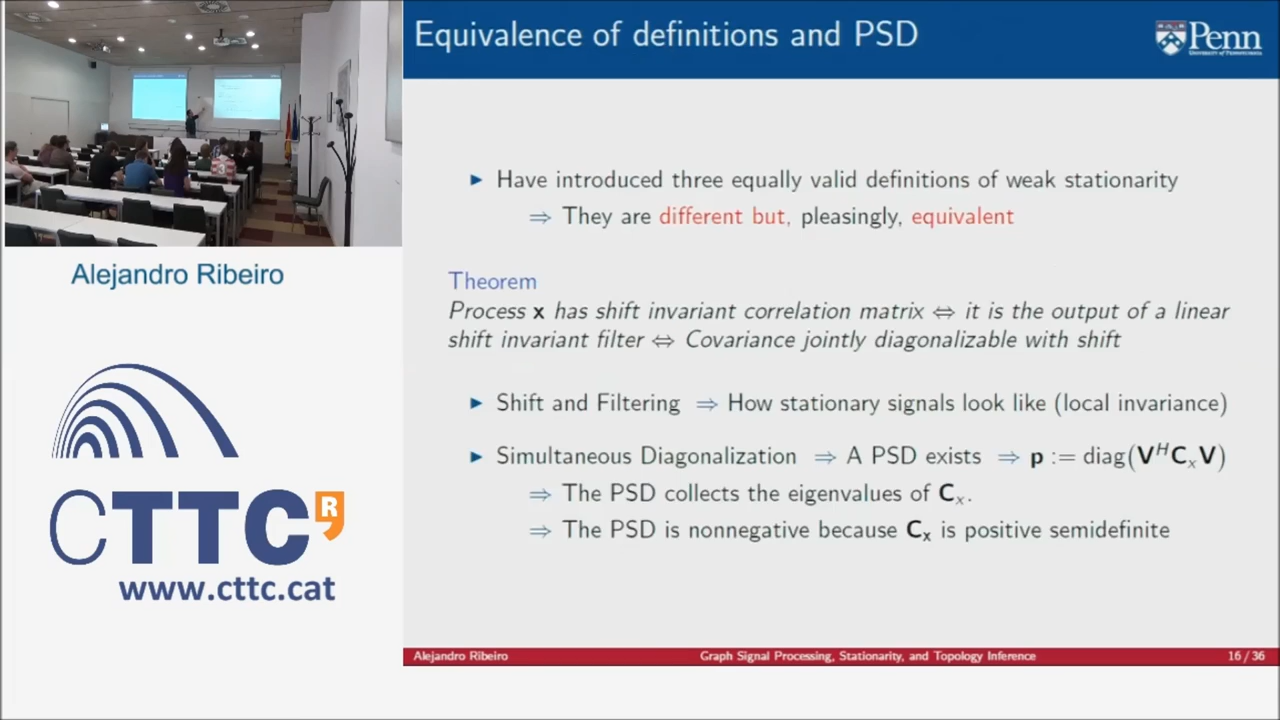 Equivalence of definitions and PSD
Penn
UNIVERSITY OF PENNSYLVANIA
► Have introduced three equally valid definitions of weak stationarity
⇒ They are different but, pleasingly, equivalent
Alejandro Ribeiro
Theorem
Process x has shift invariant correlation matrix ⇔ it is the output of a linear
shift invariant filter ⇔ Covariance jointly diagonalizable with shift
► Shift and Filtering ⇒ How stationary signals look like (local invariance)
► Simultaneous Diagonalization ⇒ A PSD exists ⇒ p := diag(V^H C_x V)
⇒ The PSD collects the eigenvalues of C_x.
⇒ The PSD is nonnegative because C_x is positive semidefinite
CTTC R
www.cttc.cat
Alejandro Ribeiro Graph Signal Processing, Stationarity, and Topology Inference 16 / 36